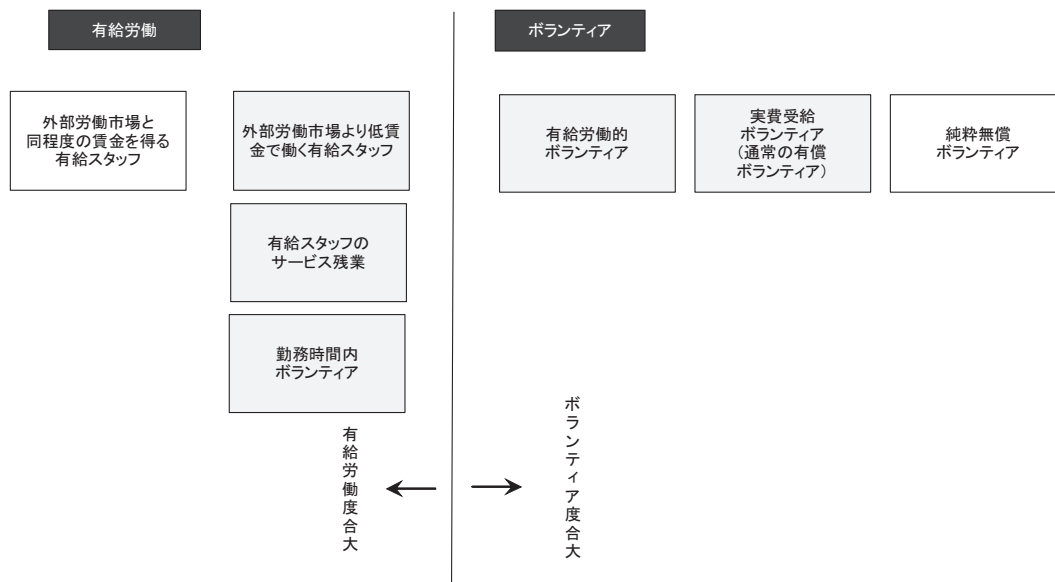 有給労働
ボランティア
外部労働市場と
同程度の賃金を得る
有給スタッフ
外部労働市場より低賃
金で働く有給スタッフ
有給労働的
ボランティア
実費受給
ボランティア
(通常の有償
ボランティア)
純粋無償
ボランティア
有給スタッフの
サービス残業
勤務時間内
ボランティア
有給労働度合大
ボランティア度合大